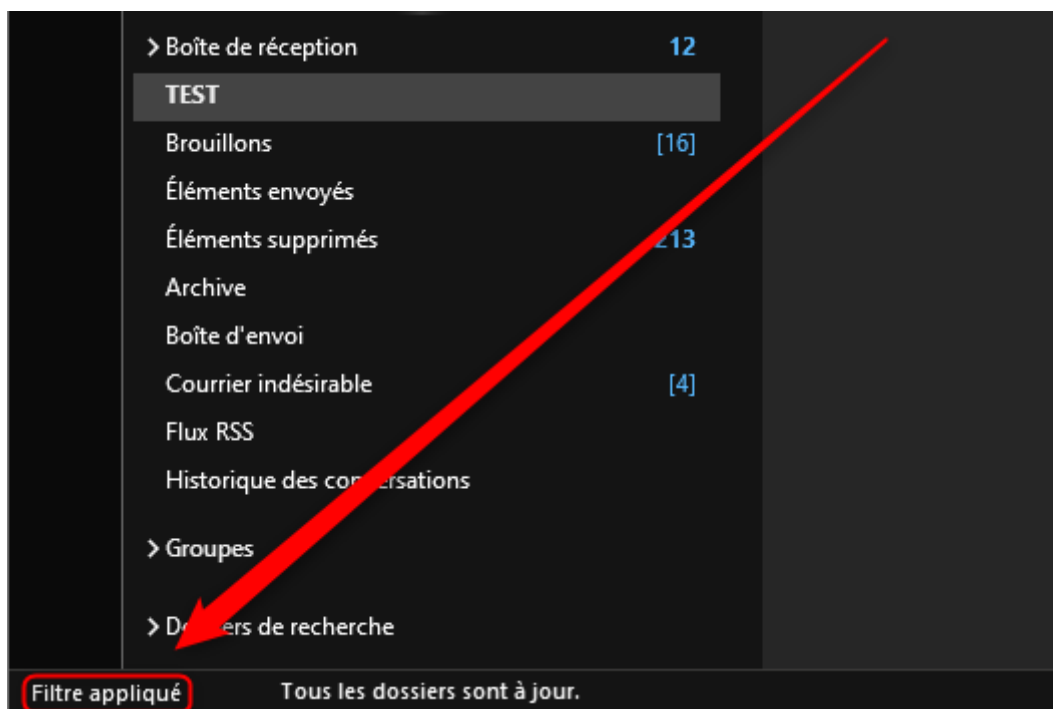 Boîte de réception 12
TEST
Brouillons [16]
Éléments envoyés
Éléments supprimés 213
Archive
Boîte d'envoi
Courrier indésirable [4]
Flux RSS
Historique des conversations
Groupes
de recherche
Filtre appliqué Tous les dossiers sont à jour.